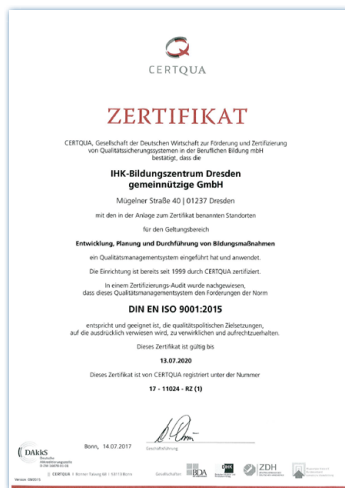 CERTQUA
ZERTIFIKAT
CERTQUA, Gesellschaft der Deutschen Wirtschaft zur Förderung und Zertifizierung
von Qualitätssicherungssystemen in der Beruflichen Bildung mbH
bestätigt, dass die
IHK-Bildungszentrum Dresden
gemeinnützige GmbH
Mügelner Straße 40 | 01237 Dresden
mit den in der Anlage zum Zertifikat benannten Standorten
für den Geltungsbereich
Entwicklung, Planung und Durchführung von Bildungsmaßnahmen
ein Qualitätsmanagementsystem eingeführt hat und anwendet.
Die Einrichtung ist bereits seit 1999 durch CERTQUA zertifiziert.
In einem Zertifizierungs-Audit wurde nachgewiesen,
dass dieses Qualitätsmanagementsystem den Forderungen der Norm
DIN EN ISO 9001:2015
entspricht und geeignet ist, die qualitätspolitischen Zielsetzungen,
auf die ausdrücklich verwiesen wird, zu verwirklichen und aufrechtzuerhalten.
Dieses Zertifikat ist gültig bis
13.07.2020
Dieses Zertifikat ist von CERTQUA registriert unter der Nummer
17 - 11024 - RZ (1)
Bonn, 14.07.2017
Geschäftsführung
DAkkS
Deutsche
Akkreditierungsstelle
Gesellschafter:
BDA
IHK
ZDH